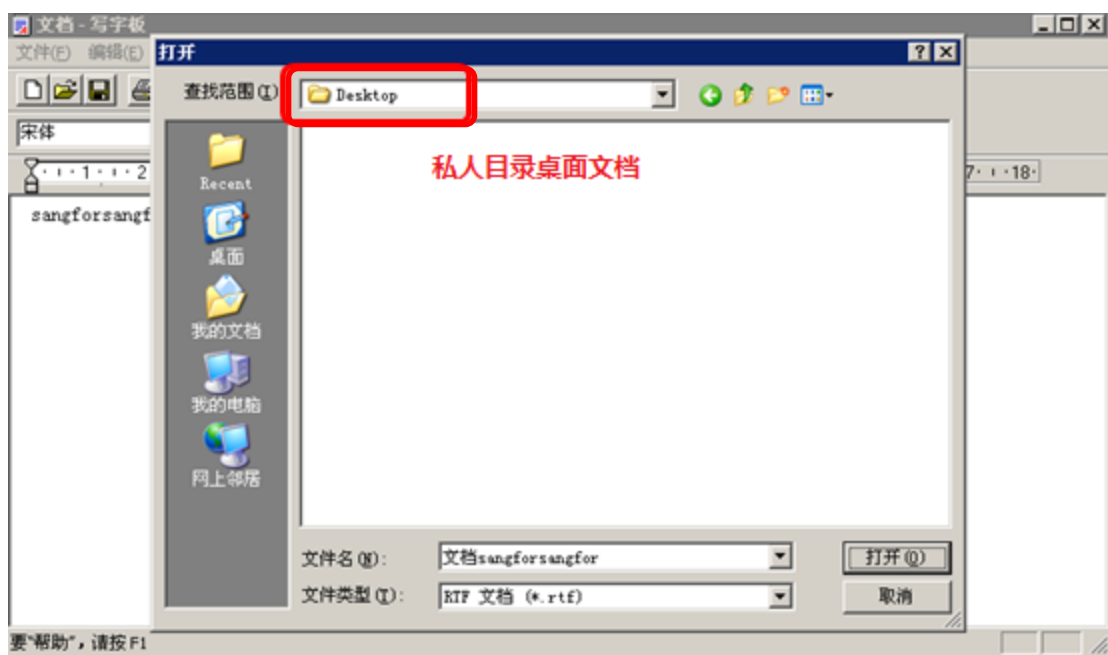 文档 - 写字板
文件(F) 编辑(E)
打开
查找范围(I)
Desktop
宋体
1 2
7 18
私人目录桌面文档
Recent
sangforsangf
桌面
我的文档
我的电脑
网上邻居
文件名(N):
文档sangforsangfor
打开(O)
文件类型(T):
RTF 文档 (*.rtf)
取消
要“帮助”，请按 F1